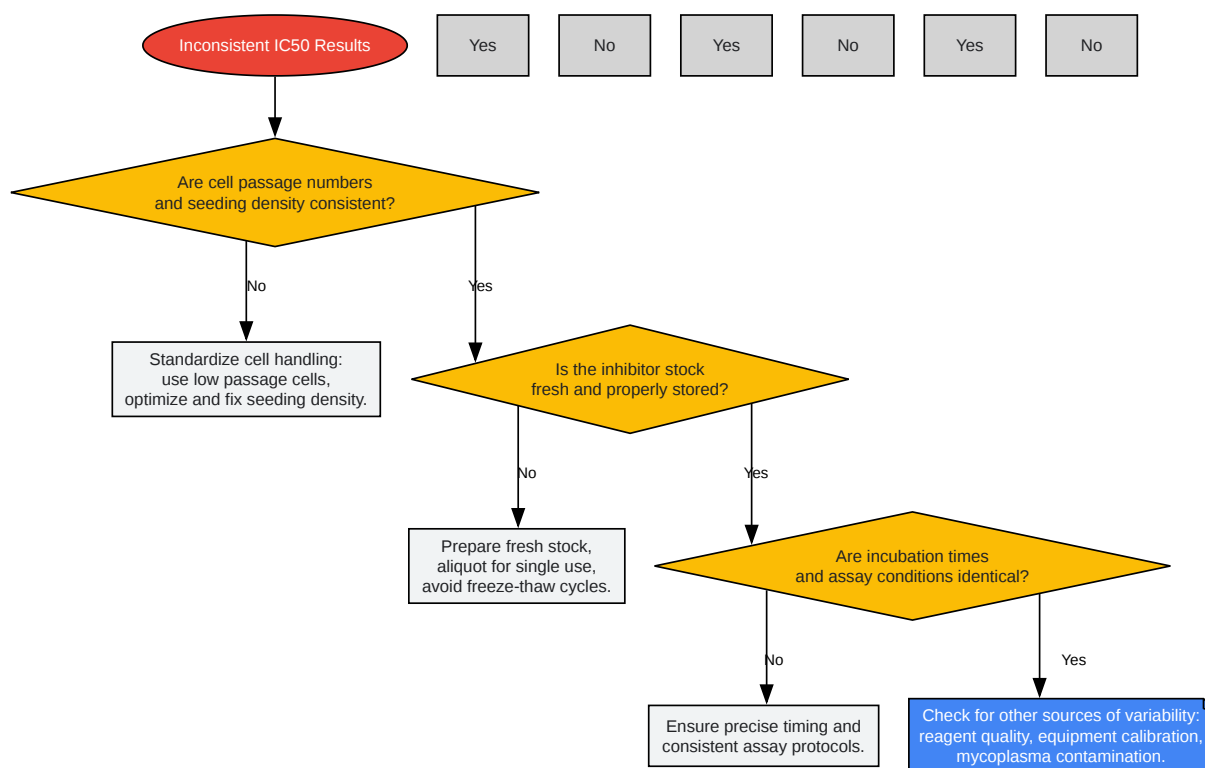 Inconsistent IC50 Results
Yes
No
Yes
No
Yes
No
Are cell passage numbers
and seeding density consistent?
No
Yes
Standardize cell handling:
use low passage cells,
optimize and fix seeding density.
Is the inhibitor stock
fresh and properly stored?
No
Yes
Prepare fresh stock,
aliquot for single use,
avoid freeze-thaw cycles.
Are incubation times
and assay conditions identical?
No
Yes
Ensure precise timing and
consistent assay protocols.
Check for other sources of variability:
reagent quality, equipment calibration,
mycoplasma contamination.